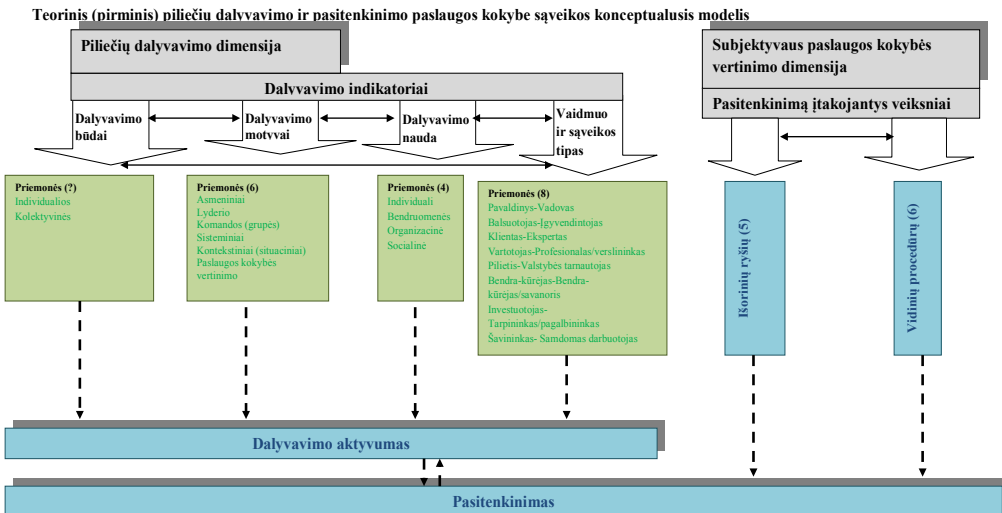 Teorinis (pirminis) piliečių dalyvavimo ir pasitenkinimo paslaugos kokybe sąveikos konceptualusis modelis
Piliečių dalyvavimo dimensija
Dalyvavimo indikatoriai
Dalyvavimo
būdai
Dalyvavimo
motyvai
Dalyvavimo
nauda
Vaidmuo
ir sąveikos
tipas
Priemonės (?)
Individualios
Kolektyvinės
Priemonės (6)
Asmeniniai
Lyderio
Komandos (grupės)
Sisteminiai
Kontekstiniai (situaciniai)
Paslaugos kokybės
vertinimo
Priemonės (4)
Individuali
Bendruomenės
Organizacinė
Socialinė
Priemonės (8)
Pavaldinys-Vadovas
Balsuotojas-Įgyvendintojas
Klientas-Ekspertas
Vartotojas-Profesionalas/verslininkas
Pilietis-Valstybės tarnautojas
Bendra-kūrėjas-Bendra-
kūrėjas/savanoris
Investuotojas-
Tarpininkas/pagalbininkas
Šavininkas- Samdomas darbuotojas
Subjektyvaus paslaugos kokybės
vertinimo dimensija
Pasitenkinimą įtakojantys veiksniai
Išorinių ryšių (5)
Vidinių procedūrų (6)
Dalyvavimo aktyvumas
Pasitenkinimas